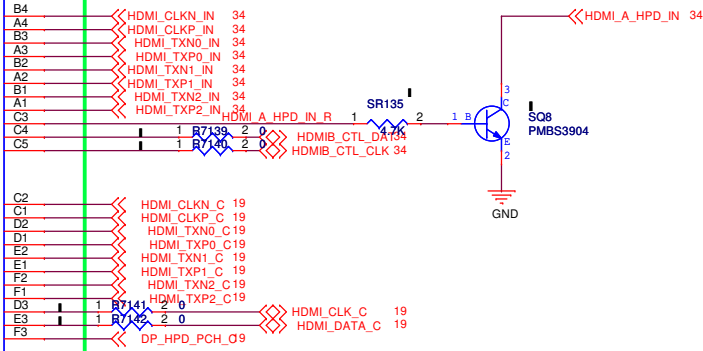 B4 HDMI_CLKN_IN 34 HDMI_A_HPD_IN 34
A4 HDMI_CLKP_IN 34
B3 HDMI_TXN0_IN 34
A3 HDMI_TXP0_IN 34
B2 HDMI_TXN1_IN 34
A2 HDMI_TXP1_IN 34
B1 HDMI_TXN2_IN 34
A1 HDMI_TXP2_IN 34
3
C
SR135
SQ8
C3 HDMI_A_HPD_IN_R 1 2 1 B
4.7K PMBS3904
C4 1 R7139 2 0 HDMIB_CTL_DAT 34
E
C5 1 R7140 2 0 HDMIB_CTL_CLK 34
2
GND
C2 HDMI_CLKN_C 19
C1 HDMI_CLKP_C 19
D2 HDMI_TXN0_C 19
D1 HDMI_TXP0_C 19
E2 HDMI_TXN1_C 19
E1 HDMI_TXP1_C 19
F2 HDMI_TXN2_C 19
F1 HDMI_TXP2_C 19
D3 1 R7141 2 0 HDMI_CLK_C 19
E3 1 R7142 2 0 HDMI_DATA_C 19
F3 DP_HPD_PCH_C 19